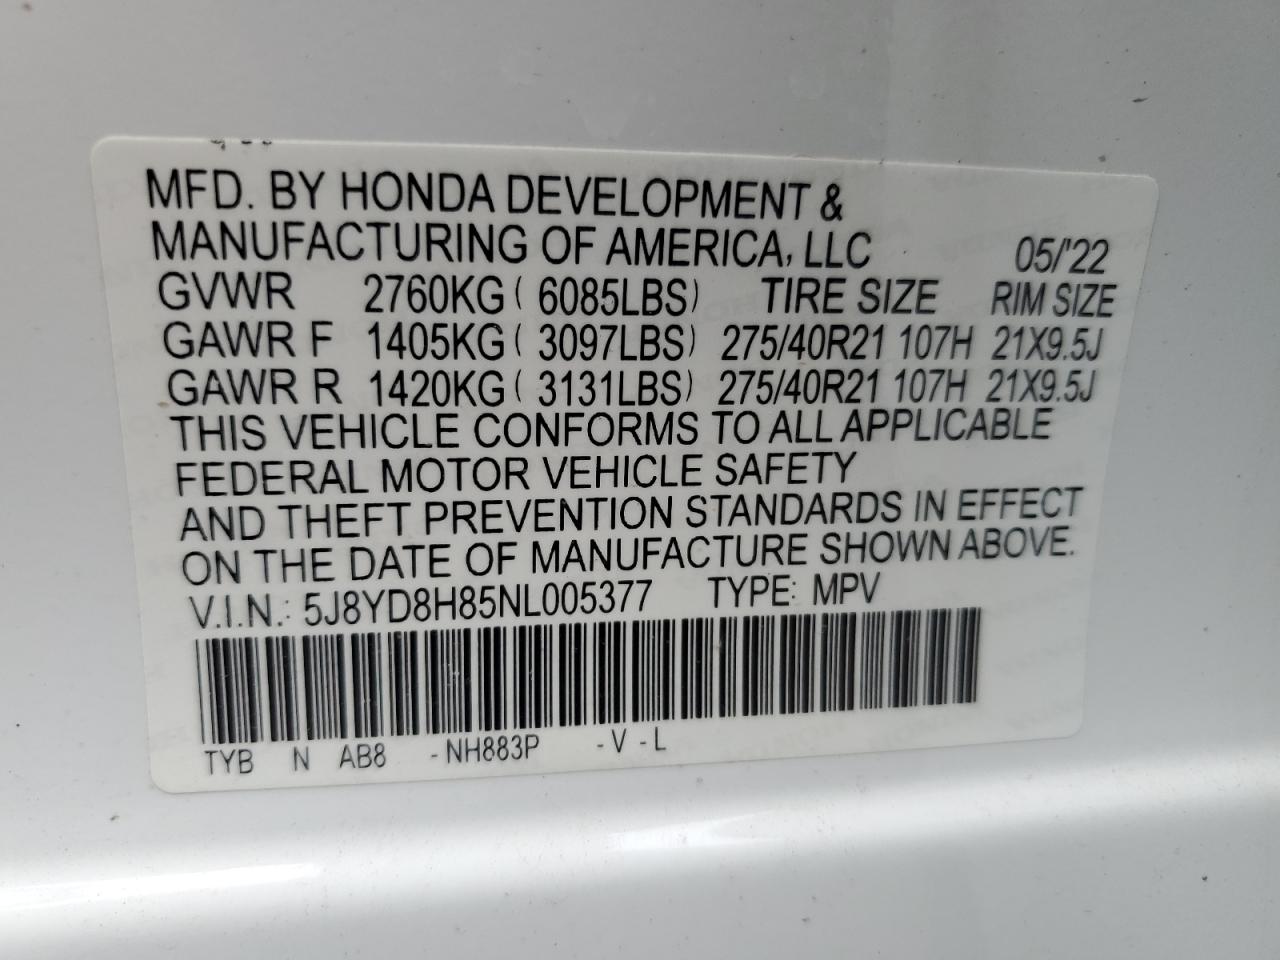 MFD. BY HONDA DEVELOPMENT &
MANUFACTURING OF AMERICA, LLC 05/'22
GVWR 2760KG ( 6085LBS) TIRE SIZE RIM SIZE
GAWR F 1405KG ( 3097LBS) 275/40R21 107H 21X9.5J
GAWR R 1420KG ( 3131LBS) 275/40R21 107H 21X9.5J
THIS VEHICLE CONFORMS TO ALL APPLICABLE
FEDERAL MOTOR VEHICLE SAFETY
AND THEFT PREVENTION STANDARDS IN EFFECT
ON THE DATE OF MANUFACTURE SHOWN ABOVE.
V.I.N.: 5J8YD8H85NL005377 TYPE: MPV
TYB N AB8 -NH883P -V-L